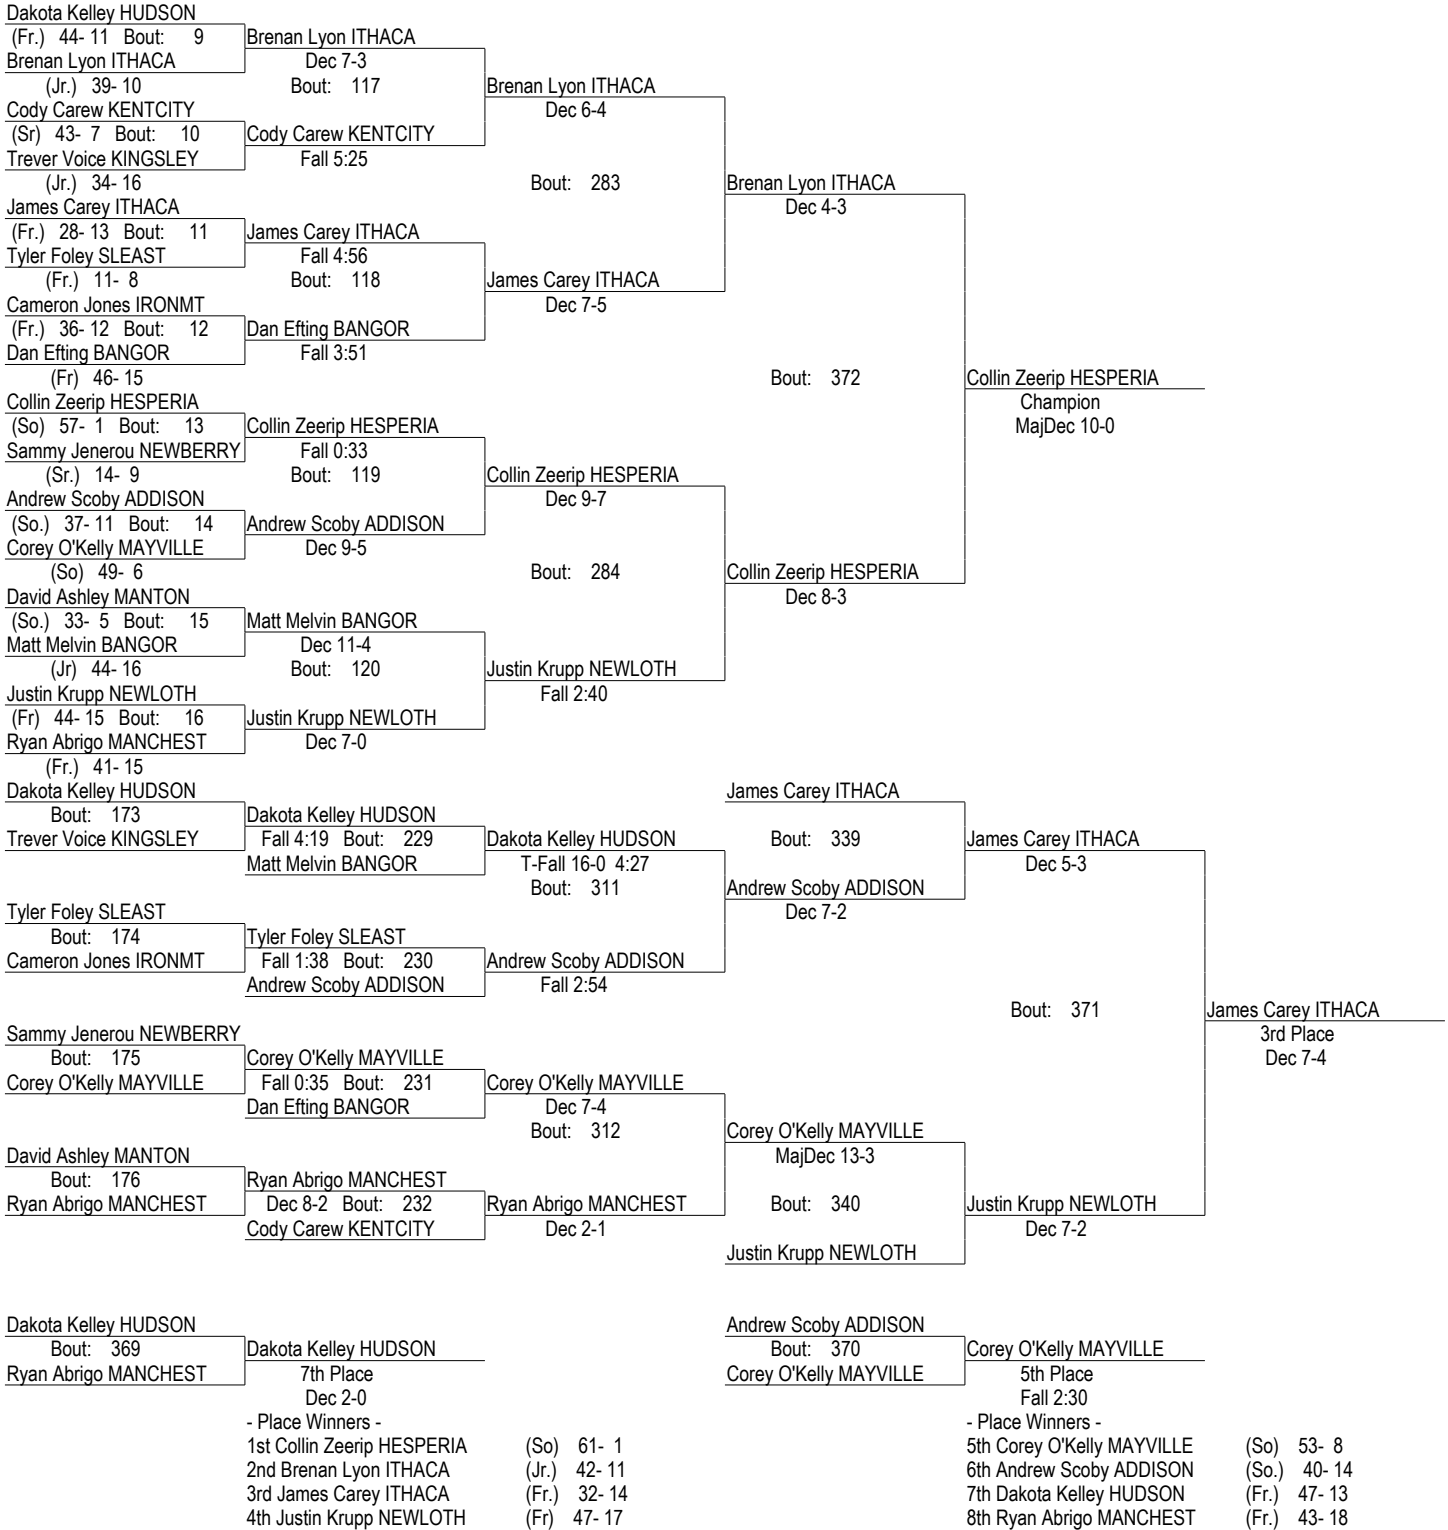 Dakota Kelley HUDSON
(Fr.) 44- 11 Bout: 9 Brenan Lyon ITHACA
Brenan Lyon ITHACA Dec 7-3
(Jr.) 39- 10 Bout: 117 Brenan Lyon ITHACA
Cody Carew KENTCITY Dec 6-4
(Sr) 43- 7 Bout: 10 Cody Carew KENTCITY
Trever Voice KINGSLEY Fall 5:25
(Jr.) 34- 16 Bout: 283 Brenan Lyon ITHACA
James Carey ITHACA Dec 4-3
(Fr.) 28- 13 Bout: 11 James Carey ITHACA
Tyler Foley SLEAST Fall 4:56
(Fr.) 11- 8 Bout: 118 James Carey ITHACA
Cameron Jones IRONMT Dec 7-5
(Fr.) 36- 12 Bout: 12 Dan Efting BANGOR
Dan Efting BANGOR Fall 3:51
(Fr) 46- 15 Bout: 372 Collin Zeerip HESPERIA
Collin Zeerip HESPERIA Champion
(So) 57- 1 Bout: 13 Collin Zeerip HESPERIA MajDec 10-0
Sammy Jenerou NEWBERRY Fall 0:33
(Sr.) 14- 9 Bout: 119 Collin Zeerip HESPERIA
Andrew Scoby ADDISON Dec 9-7
(So.) 37- 11 Bout: 14 Andrew Scoby ADDISON
Corey O'Kelly MAYVILLE Dec 9-5
(So) 49- 6 Bout: 284 Collin Zeerip HESPERIA
David Ashley MANTON Dec 8-3
(So.) 33- 5 Bout: 15 Matt Melvin BANGOR
Matt Melvin BANGOR Dec 11-4
(Jr) 44- 16 Bout: 120 Justin Krupp NEWLOTH
Justin Krupp NEWLOTH Fall 2:40
(Fr) 44- 15 Bout: 16 Justin Krupp NEWLOTH
Ryan Abrigo MANCHEST Dec 7-0
(Fr.) 41- 15
Dakota Kelley HUDSON James Carey ITHACA
Bout: 173 Dakota Kelley HUDSON
Trever Voice KINGSLEY Fall 4:19 Bout: 229 Dakota Kelley HUDSON Bout: 339 James Carey ITHACA
Matt Melvin BANGOR T-Fall 16-0 4:27 Dec 5-3
Bout: 311 Andrew Scoby ADDISON
Tyler Foley SLEAST Dec 7-2
Bout: 174 Tyler Foley SLEAST
Cameron Jones IRONMT Fall 1:38 Bout: 230 Andrew Scoby ADDISON
Andrew Scoby ADDISON Fall 2:54
Bout: 371 James Carey ITHACA
Sammy Jenerou NEWBERRY 3rd Place
Bout: 175 Corey O'Kelly MAYVILLE Dec 7-4
Corey O'Kelly MAYVILLE Fall 0:35 Bout: 231 Corey O'Kelly MAYVILLE
Dan Efting BANGOR Dec 7-4
Bout: 312 Corey O'Kelly MAYVILLE
David Ashley MANTON MajDec 13-3
Bout: 176 Ryan Abrigo MANCHEST
Ryan Abrigo MANCHEST Dec 8-2 Bout: 232 Ryan Abrigo MANCHEST Bout: 340 Justin Krupp NEWLOTH
Cody Carew KENTCITY Dec 2-1 Dec 7-2
Justin Krupp NEWLOTH
Dakota Kelley HUDSON Andrew Scoby ADDISON
Bout: 369 Dakota Kelley HUDSON Bout: 370 Corey O'Kelly MAYVILLE
Ryan Abrigo MANCHEST 7th Place Corey O'Kelly MAYVILLE 5th Place
Dec 2-0 Fall 2:30
- Place Winners - - Place Winners -
1st Collin Zeerip HESPERIA (So) 61- 1 5th Corey O'Kelly MAYVILLE (So) 53- 8
2nd Brenan Lyon ITHACA (Jr.) 42- 11 6th Andrew Scoby ADDISON (So.) 40- 14
3rd James Carey ITHACA (Fr.) 32- 14 7th Dakota Kelley HUDSON (Fr.) 47- 13
4th Justin Krupp NEWLOTH (Fr) 47- 17 8th Ryan Abrigo MANCHEST (Fr.) 43- 18